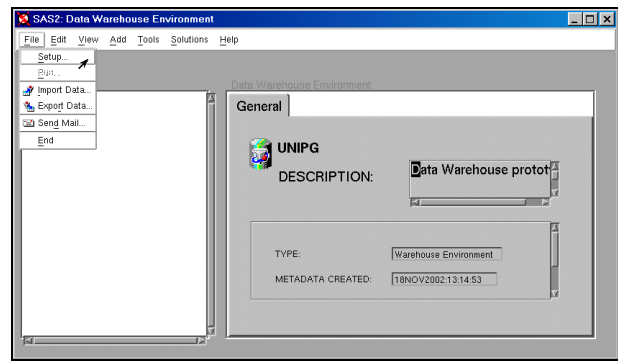 SAS2: Data Warehouse Environment
File Edit View Add Tools Solutions Help
Setup...
Run...
Import Data...
Export Data...
Send Mail...
End
Data Warehouse Environment
General
UNIPG
DESCRIPTION: Data Warehouse protot
TYPE: Warehouse Environment
METADATA CREATED: 18NOV2002:13:14:53